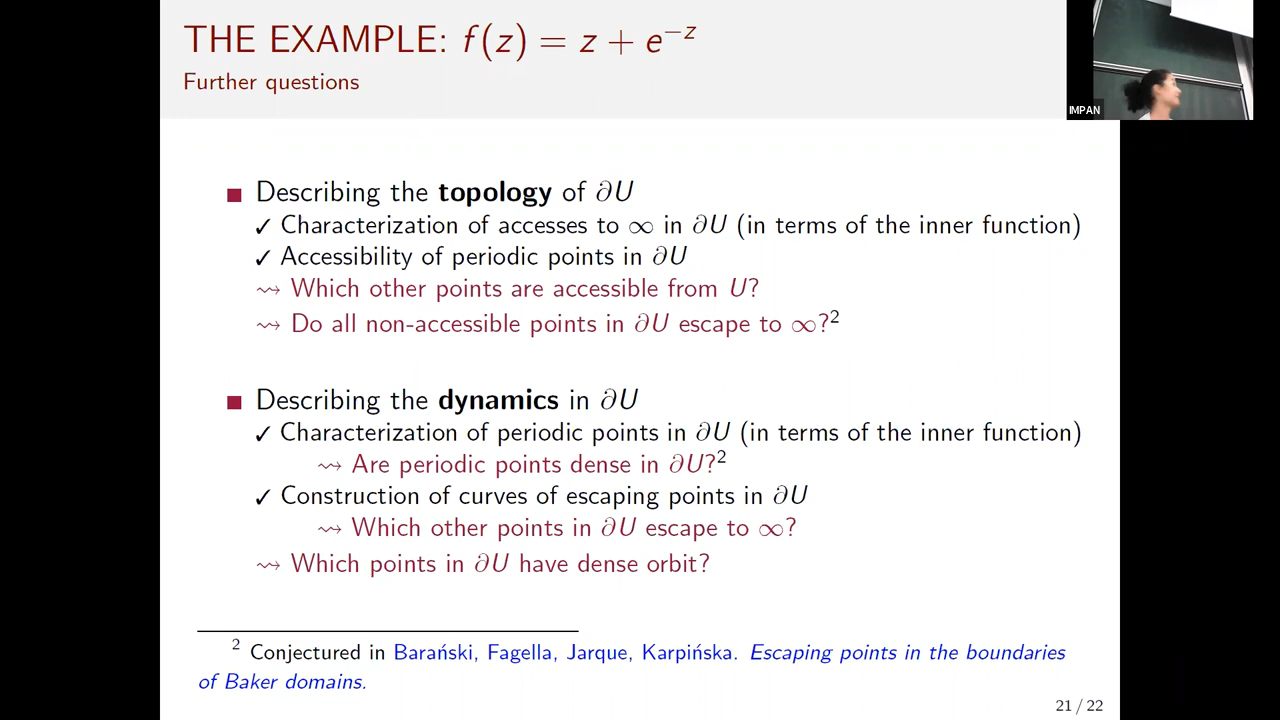 THE EXAMPLE: f(z) = z + e⁻ᶻ
Further questions
IMPAN
Describing the topology of ∂U
✓ Characterization of accesses to ∞ in ∂U (in terms of the inner function)
✓ Accessibility of periodic points in ∂U
⇝ Which other points are accessible from U?
⇝ Do all non-accessible points in ∂U escape to ∞?²
Describing the dynamics in ∂U
✓ Characterization of periodic points in ∂U (in terms of the inner function)
⇝ Are periodic points dense in ∂U?²
✓ Construction of curves of escaping points in ∂U
⇝ Which other points in ∂U escape to ∞?
⇝ Which points in ∂U have dense orbit?
² Conjectured in Barański, Fagella, Jarque, Karpińska. Escaping points in the boundaries
of Baker domains.
21 / 22